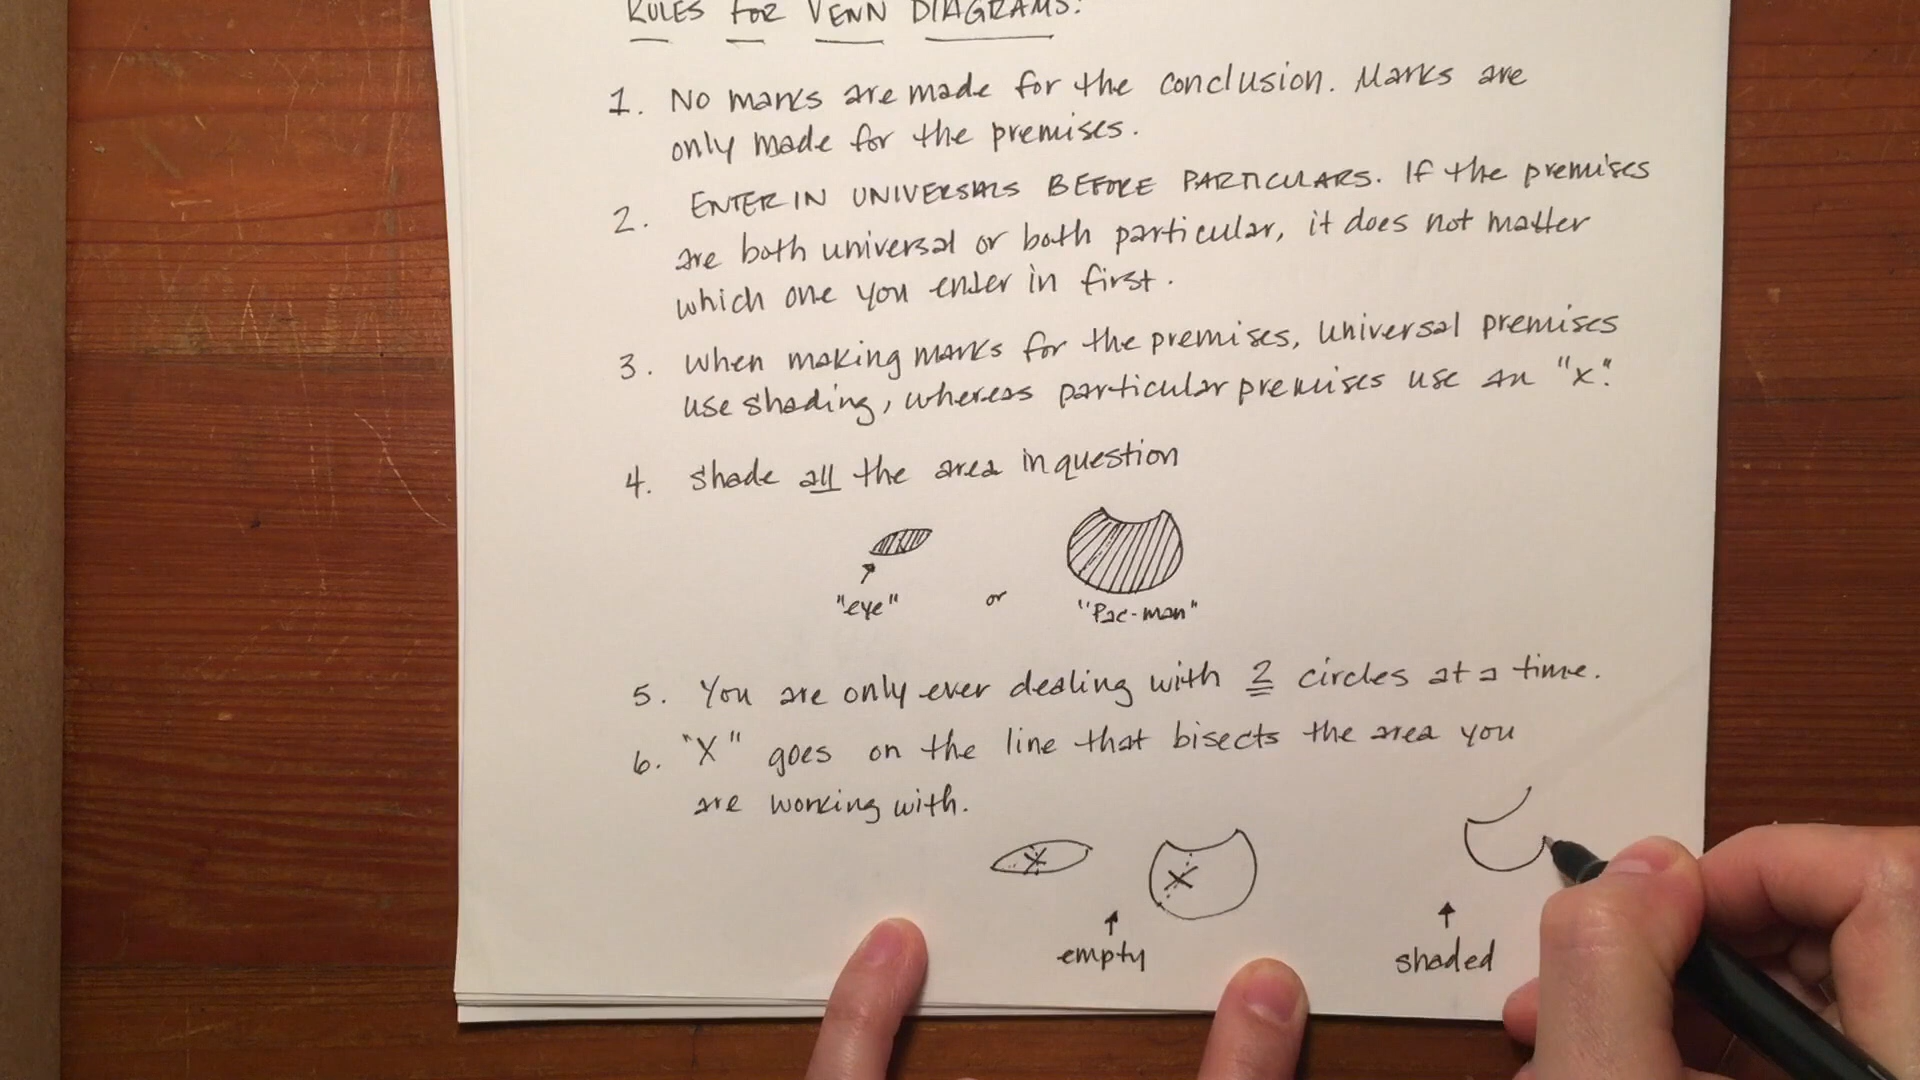 RULES FOR VENN DIAGRAMS:
1. No marks are made for the conclusion. Marks are
only made for the premises.
2. ENTER IN UNIVERSALS BEFORE PARTICULARS. If the premises
are both universal or both particular, it does not matter
which one you enter in first.
3. When making marks for the premises, universal premises
use shading, whereas particular premises use an "x".
4. Shade all the area in question
"eye" or "Pac-man"
5. You are only ever dealing with 2 circles at a time.
6. "X" goes on the line that bisects the area you
are working with.
X X
empty shaded